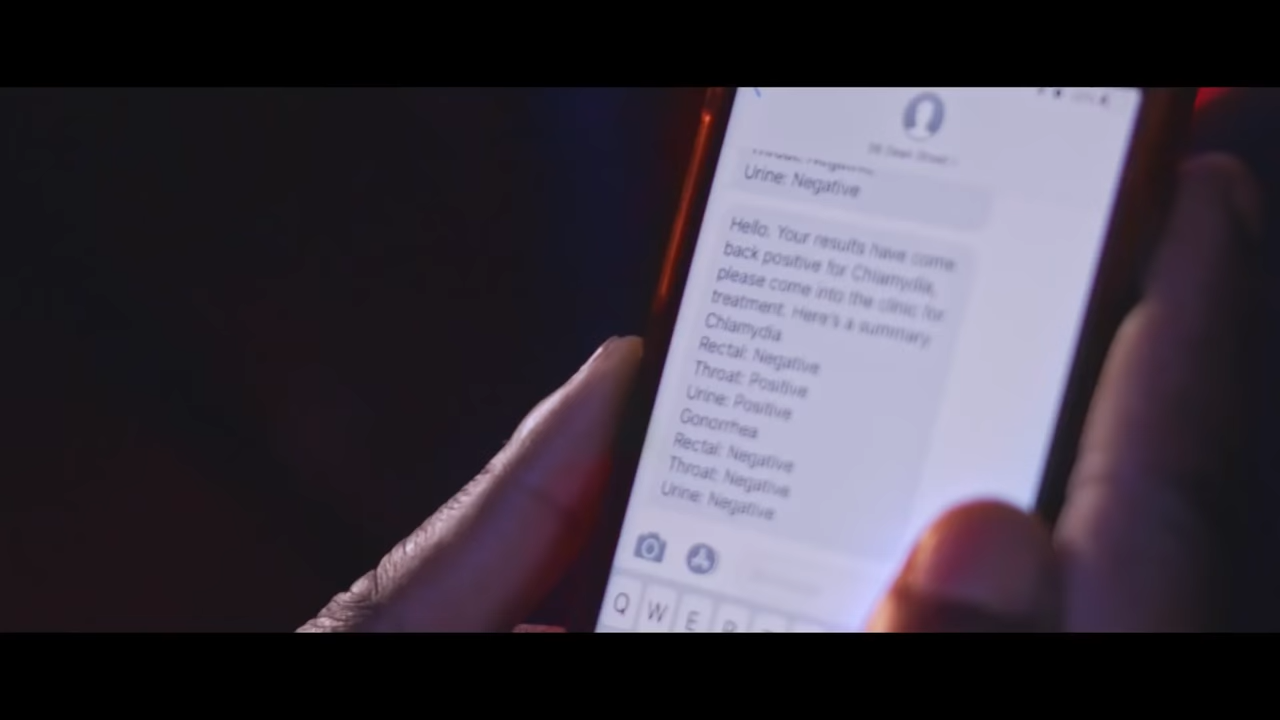 Urine: Negative
Hello. Your results have come
back positive for Chlamydia,
please come into the clinic for
treatment. Here's a summary.
Chlamydia
Rectal: Negative
Throat: Positive
Urine: Positive
Gonorrhea
Rectal: Negative
Throat: Negative
Urine: Negative
Q W E